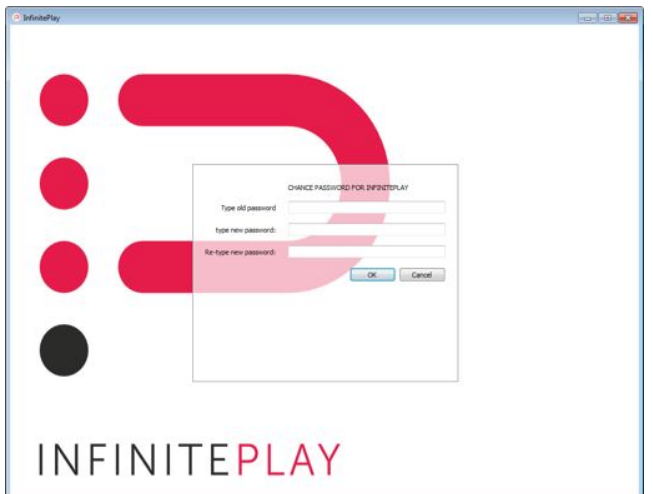 InfinitePlay
CHANCE PASSWORD FOR INFINITEPLAY
Type old password
type new password:
Re-type new password:
OK Cancel
INFINITEPLAY